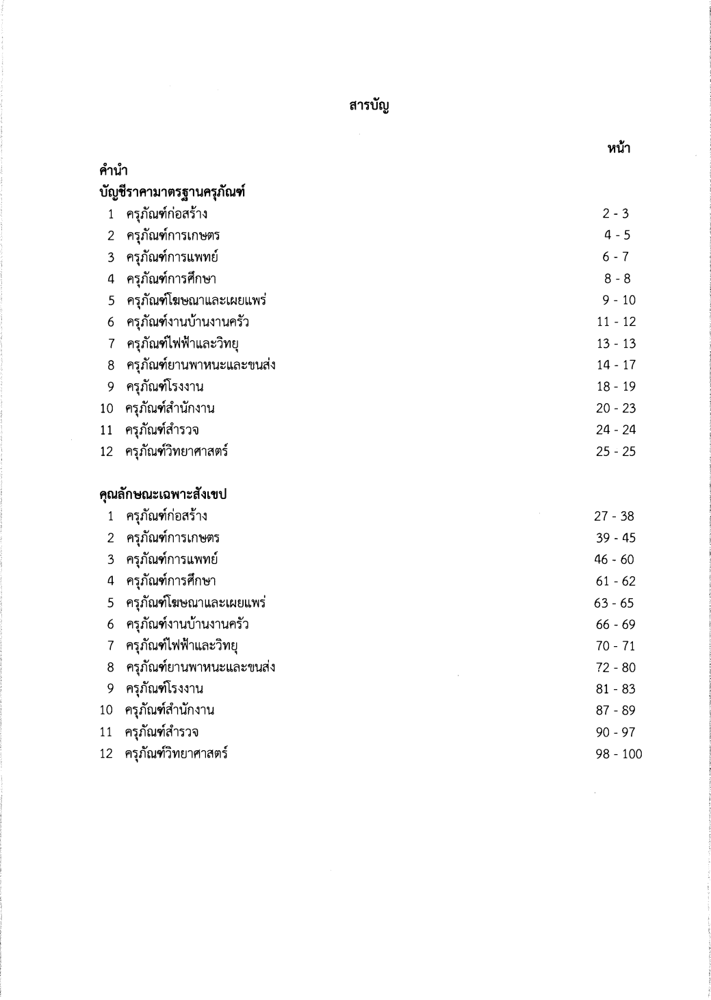 สารบัญ
หน้า
คำนำ
บัญชีราคามาตรฐานครุภัณฑ์
1 ครุภัณฑ์ก่อสร้าง 2 - 3
2 ครุภัณฑ์การเกษตร 4 - 5
3 ครุภัณฑ์การแพทย์ 6 - 7
4 ครุภัณฑ์การศึกษา 8 - 8
5 ครุภัณฑ์โฆษณาและเผยแพร่ 9 - 10
6 ครุภัณฑ์งานบ้านงานครัว 11 - 12
7 ครุภัณฑ์ไฟฟ้าและวิทยุ 13 - 13
8 ครุภัณฑ์ยานพาหนะและขนส่ง 14 - 17
9 ครุภัณฑ์โรงงาน 18 - 19
10 ครุภัณฑ์สำนักงาน 20 - 23
11 ครุภัณฑ์สำรวจ 24 - 24
12 ครุภัณฑ์วิทยาศาสตร์ 25 - 25
คุณลักษณะเฉพาะสังเขป
1 ครุภัณฑ์ก่อสร้าง 27 - 38
2 ครุภัณฑ์การเกษตร 39 - 45
3 ครุภัณฑ์การแพทย์ 46 - 60
4 ครุภัณฑ์การศึกษา 61 - 62
5 ครุภัณฑ์โฆษณาและเผยแพร่ 63 - 65
6 ครุภัณฑ์งานบ้านงานครัว 66 - 69
7 ครุภัณฑ์ไฟฟ้าและวิทยุ 70 - 71
8 ครุภัณฑ์ยานพาหนะและขนส่ง 72 - 80
9 ครุภัณฑ์โรงงาน 81 - 83
10 ครุภัณฑ์สำนักงาน 87 - 89
11 ครุภัณฑ์สำรวจ 90 - 97
12 ครุภัณฑ์วิทยาศาสตร์ 98 - 100